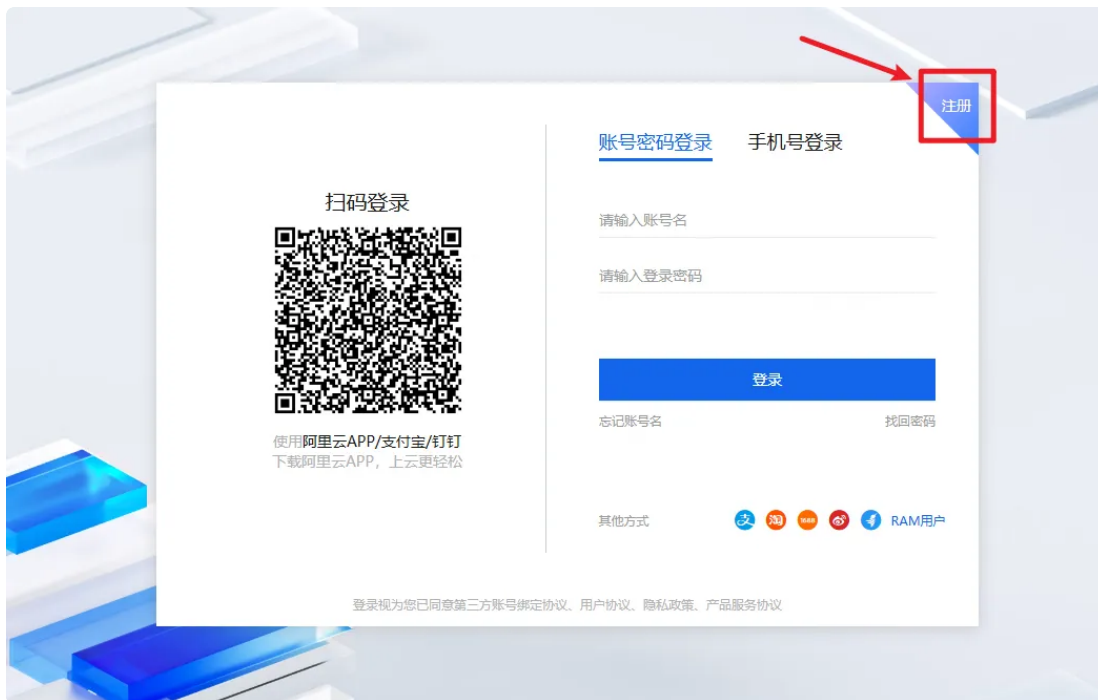 注册
账号密码登录 手机号登录
扫码登录
请输入账号名
请输入登录密码
登录
忘记账号名 找回密码
使用阿里云APP/支付宝/钉钉
下载阿里云APP，上云更轻松
其他方式 支 淘 1688 RAM用户
登录视为您已同意第三方账号绑定协议、用户协议、隐私政策、产品服务协议